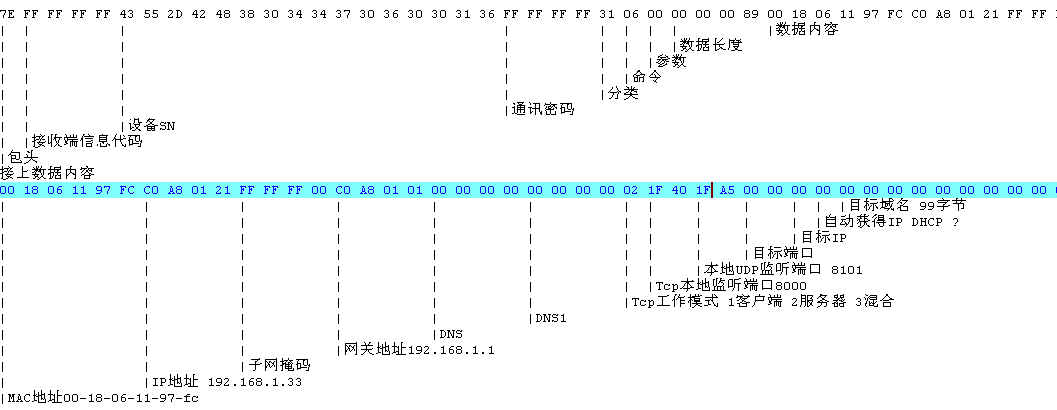 7E FF FF FF FF FF 43 55 2D 42 48 38 30 34 34 37 30 36 30 30 31 36 FF FF FF FF 31 06 00 00 00 00 89 00 18 06 11 97 FC C0 A8 01 21 FF FF
数据内容
数据长度
参数
命令
分类
通讯密码
设备SN
接收端信息代码
包头
接上数据内容
00 18 06 11 97 FC C0 A8 01 21 FF FF FF 00 C0 A8 01 01 00 00 00 00 00 00 00 00 02 1F 40 1F A5 00 00 00 00 00 00 00 00 00 00 00 00 00
目标域名 99字节
自动获得IP DHCP ?
目标IP
目标端口
本地UDP监听端口 8101
Tcp本地监听端口8000
Tcp工作模式 1客户端 2服务器 3混合
DNS1
DNS
网关地址192.168.1.1
子网掩码
IP地址 192.168.1.33
MAC地址00-18-06-11-97-fc